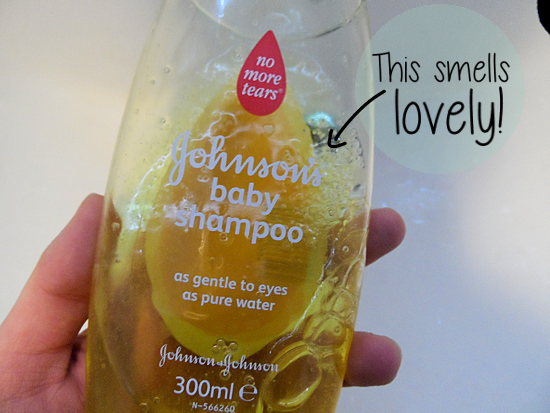 no
more
tears®
This smells
lovely!
Johnson's
baby
shampoo
as gentle to eyes
as pure water
Johnson & Johnson
300ml e
N-566260